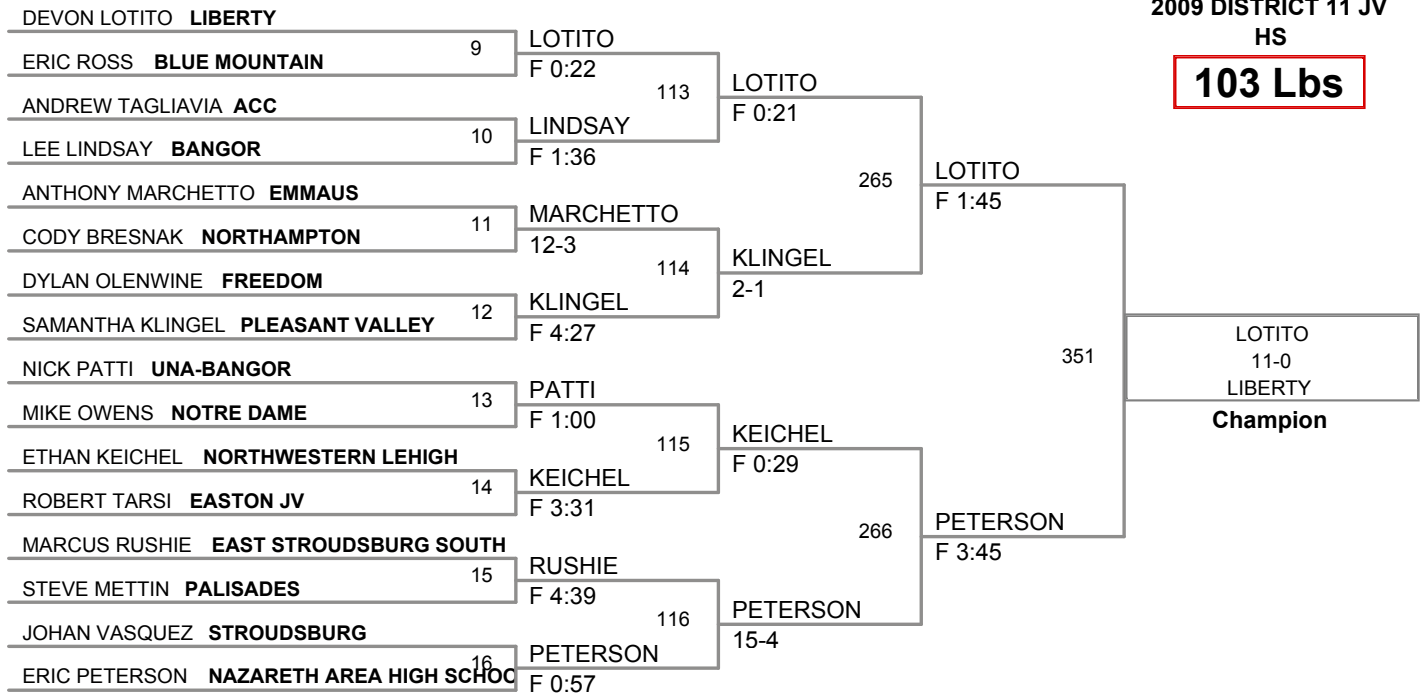 2009 DISTRICT 11 JV
HS
103 Lbs
DEVON LOTITO LIBERTY
ERIC ROSS BLUE MOUNTAIN
ANDREW TAGLIAVIA ACC
LEE LINDSAY BANGOR
ANTHONY MARCHETTO EMMAUS
CODY BRESNAK NORTHAMPTON
DYLAN OLENWINE FREEDOM
SAMANTHA KLINGEL PLEASANT VALLEY
NICK PATTI UNA-BANGOR
MIKE OWENS NOTRE DAME
ETHAN KEICHEL NORTHWESTERN LEHIGH
ROBERT TARSI EASTON JV
MARCUS RUSHIE EAST STROUDSBURG SOUTH
STEVE METTIN PALISADES
JOHAN VASQUEZ STROUDSBURG
ERIC PETERSON NAZARETH AREA HIGH SCHOO
9
10
11
12
13
14
15
16
LOTITO
F 0:22
LINDSAY
F 1:36
MARCHETTO
12-3
KLINGEL
F 4:27
PATTI
F 1:00
KEICHEL
F 3:31
RUSHIE
F 4:39
PETERSON
F 0:57
113
114
115
116
LOTITO
F 0:21
KLINGEL
2-1
KEICHEL
F 0:29
PETERSON
15-4
265
266
LOTITO
F 1:45
PETERSON
F 3:45
351
LOTITO
11-0
LIBERTY
Champion